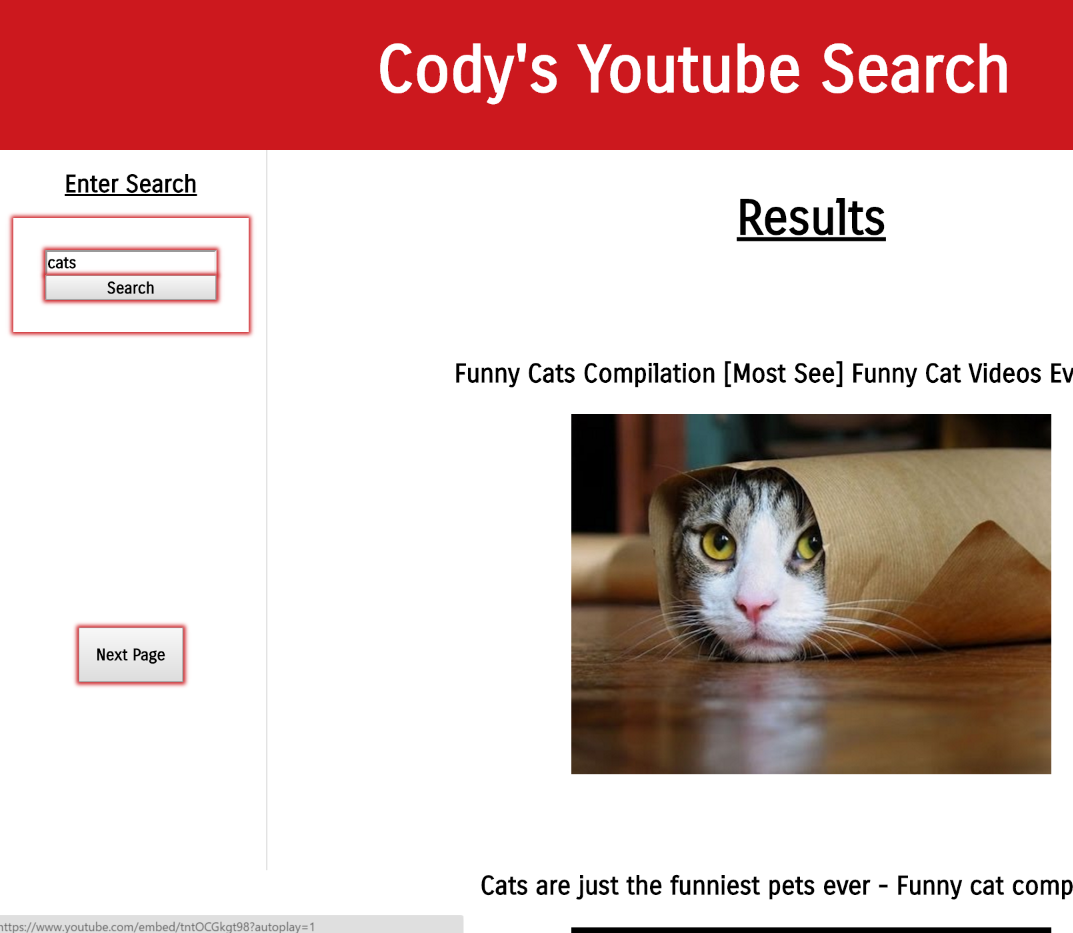 Cody's Youtube Search
Enter Search
cats
Search
Next Page
Results
Funny Cats Compilation [Most See] Funny Cat Videos Ev
Cats are just the funniest pets ever - Funny cat comp
https://www.youtube.com/embed/tntOCGkgt98?autoplay=1